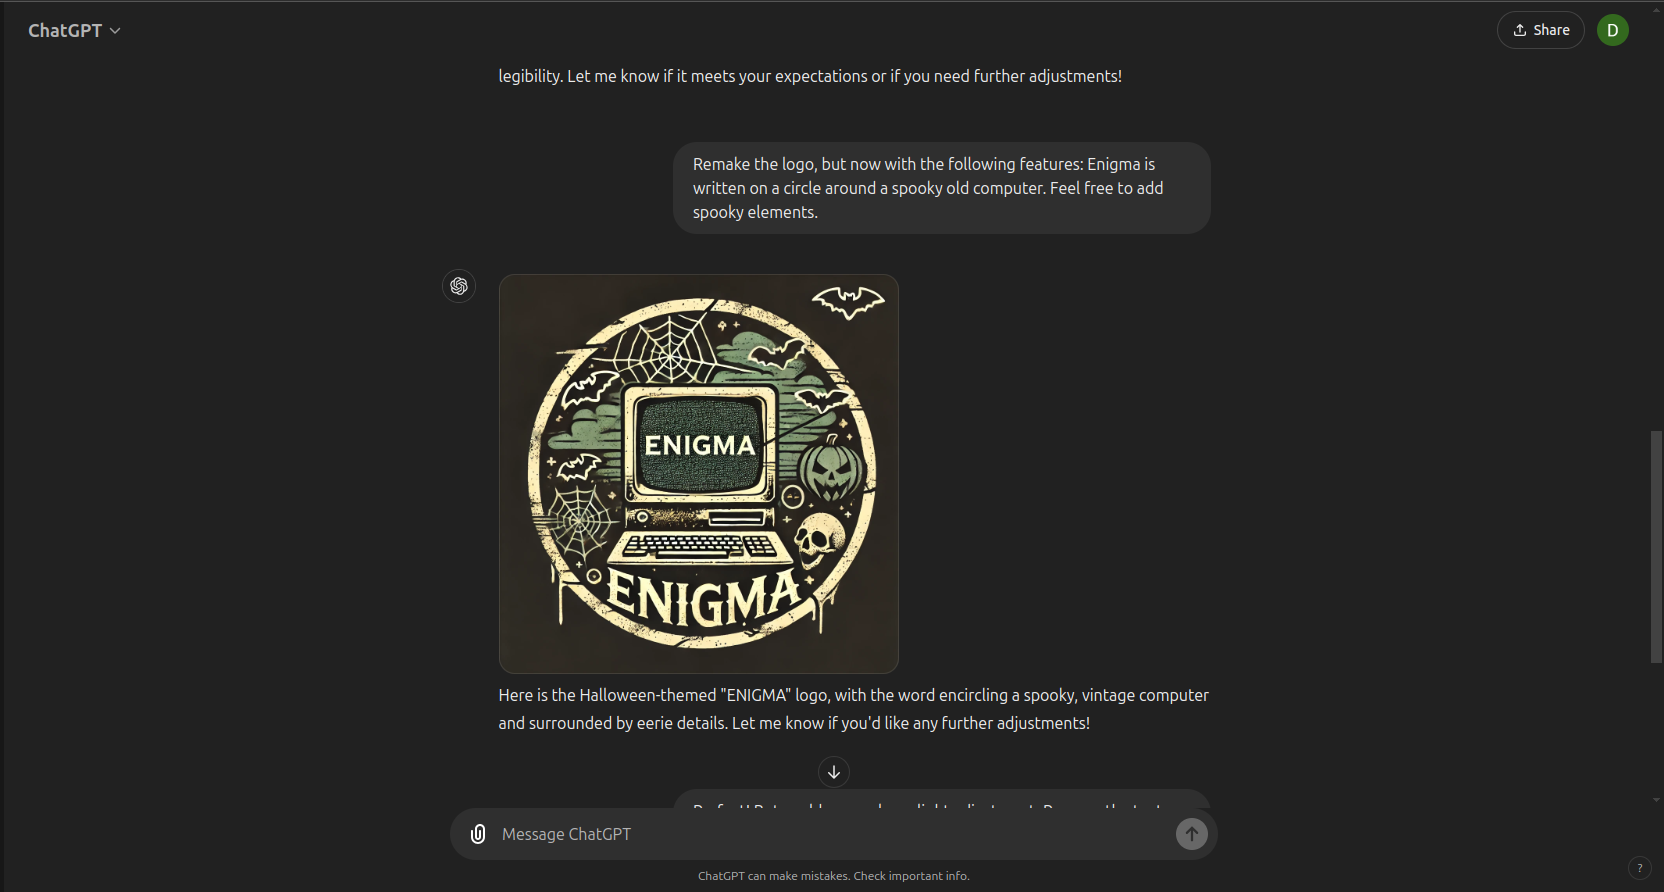 ChatGPT
Share
D
legibility. Let me know if it meets your expectations or if you need further adjustments!
Remake the logo, but now with the following features: Enigma is
written on a circle around a spooky old computer. Feel free to add
spooky elements.
ENIGMA
ENIGMA
Here is the Halloween-themed "ENIGMA" logo, with the word encircling a spooky, vintage computer
and surrounded by eerie details. Let me know if you'd like any further adjustments!
Message ChatGPT
ChatGPT can make mistakes. Check important info.
?